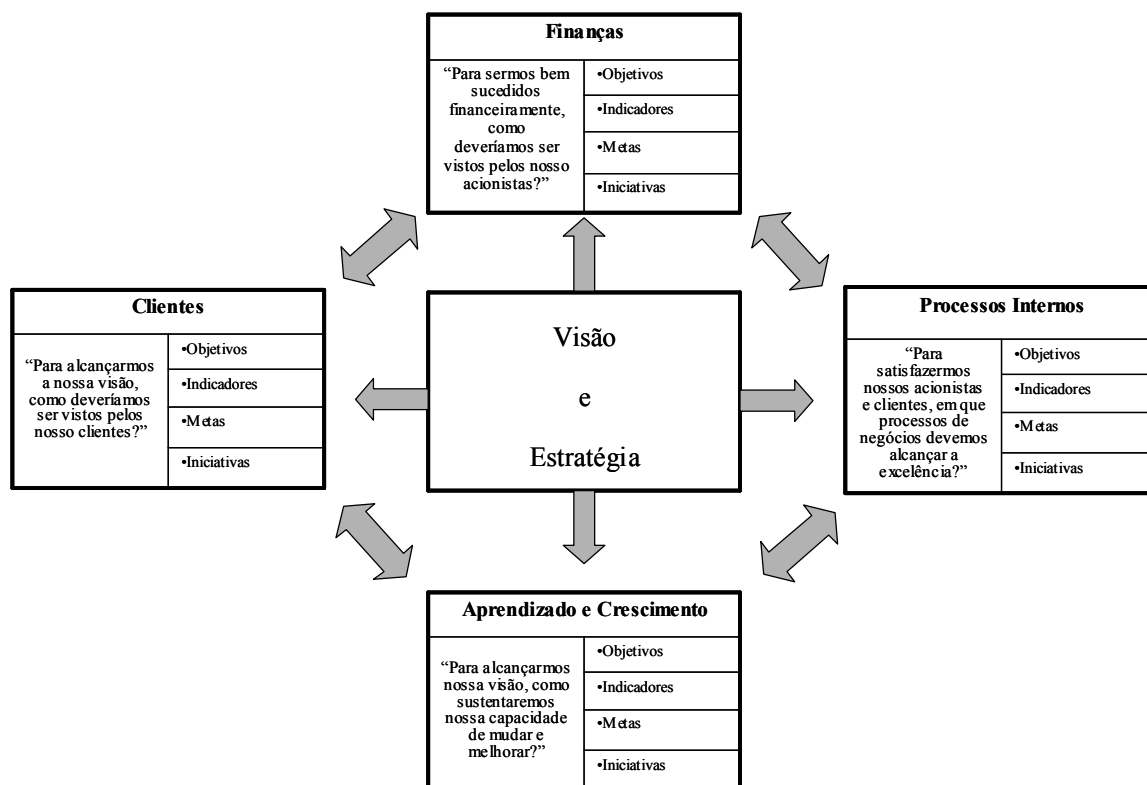 Finanças
“Para sermos bem
sucedidos
financeiramente,
como
deveríamos ser
vistos pelos nosso
acionistas?”
•Objetivos
•Indicadores
•Metas
•Iniciativas
Clientes
“Para alcançarmos
a nossa visão,
como deveríamos
ser vistos pelos
nosso clientes?”
•Objetivos
•Indicadores
•Metas
•Iniciativas
Visão
e
Estratégia
Processos Internos
“Para
satisfazermos
nossos acionistas
e clientes, em que
processos de
negócios devemos
alcançar a
excelência?”
•Objetivos
•Indicadores
•Metas
•Iniciativas
Aprendizado e Crescimento
“Para alcançarmos
nossa visão, como
sustentaremos
nossa capacidade
de mudar e
melhorar?”
•Objetivos
•Indicadores
•Metas
•Iniciativas